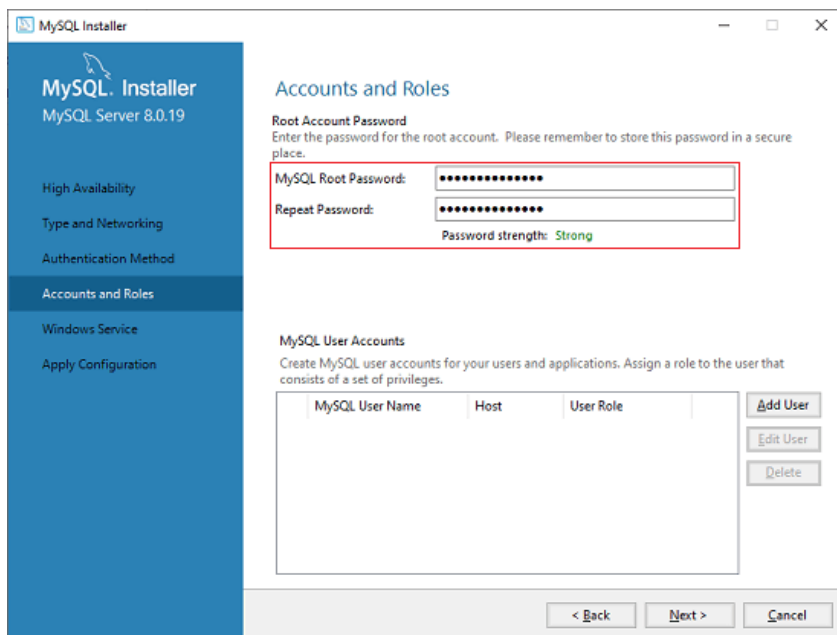 MySQL Installer
MySQL. Installer
MySQL Server 8.0.19
High Availability
Type and Networking
Authentication Method
Accounts and Roles
Windows Service
Apply Configuration
Accounts and Roles
Root Account Password
Enter the password for the root account. Please remember to store this password in a secure
place.
MySQL Root Password: ••••••••••••••
Repeat Password: ••••••••••••••
Password strength: Strong
MySQL User Accounts
Create MySQL user accounts for your users and applications. Assign a role to the user that
consists of a set of privileges.
MySQL User Name Host User Role
Add User
Edit User
Delete
< Back Next > Cancel